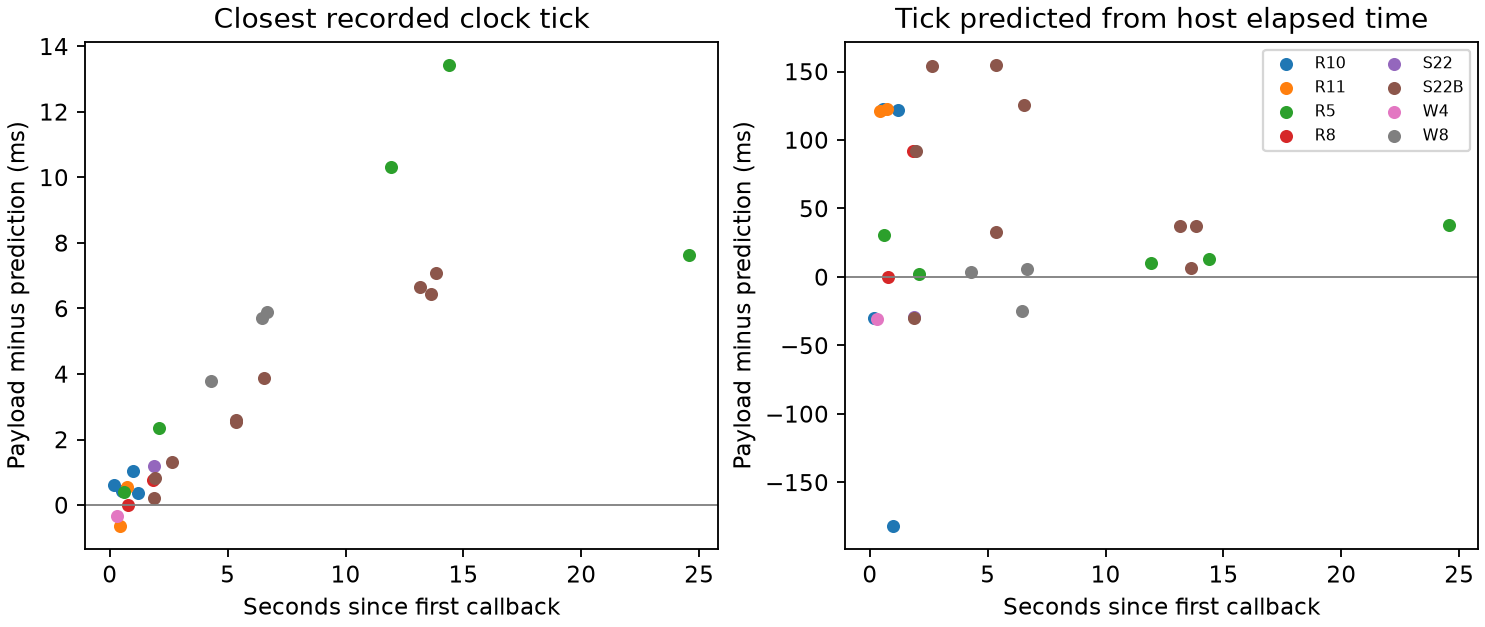 Closest recorded clock tick
Payload minus prediction (ms)
14
12
10
8
6
4
2
0
0
5
10
15
20
25
Seconds since first callback
Tick predicted from host elapsed time
Payload minus prediction (ms)
150
100
50
0
−50
−100
−150
0
5
10
15
20
25
Seconds since first callback
R10
R11
R5
R8
S22
S22B
W4
W8